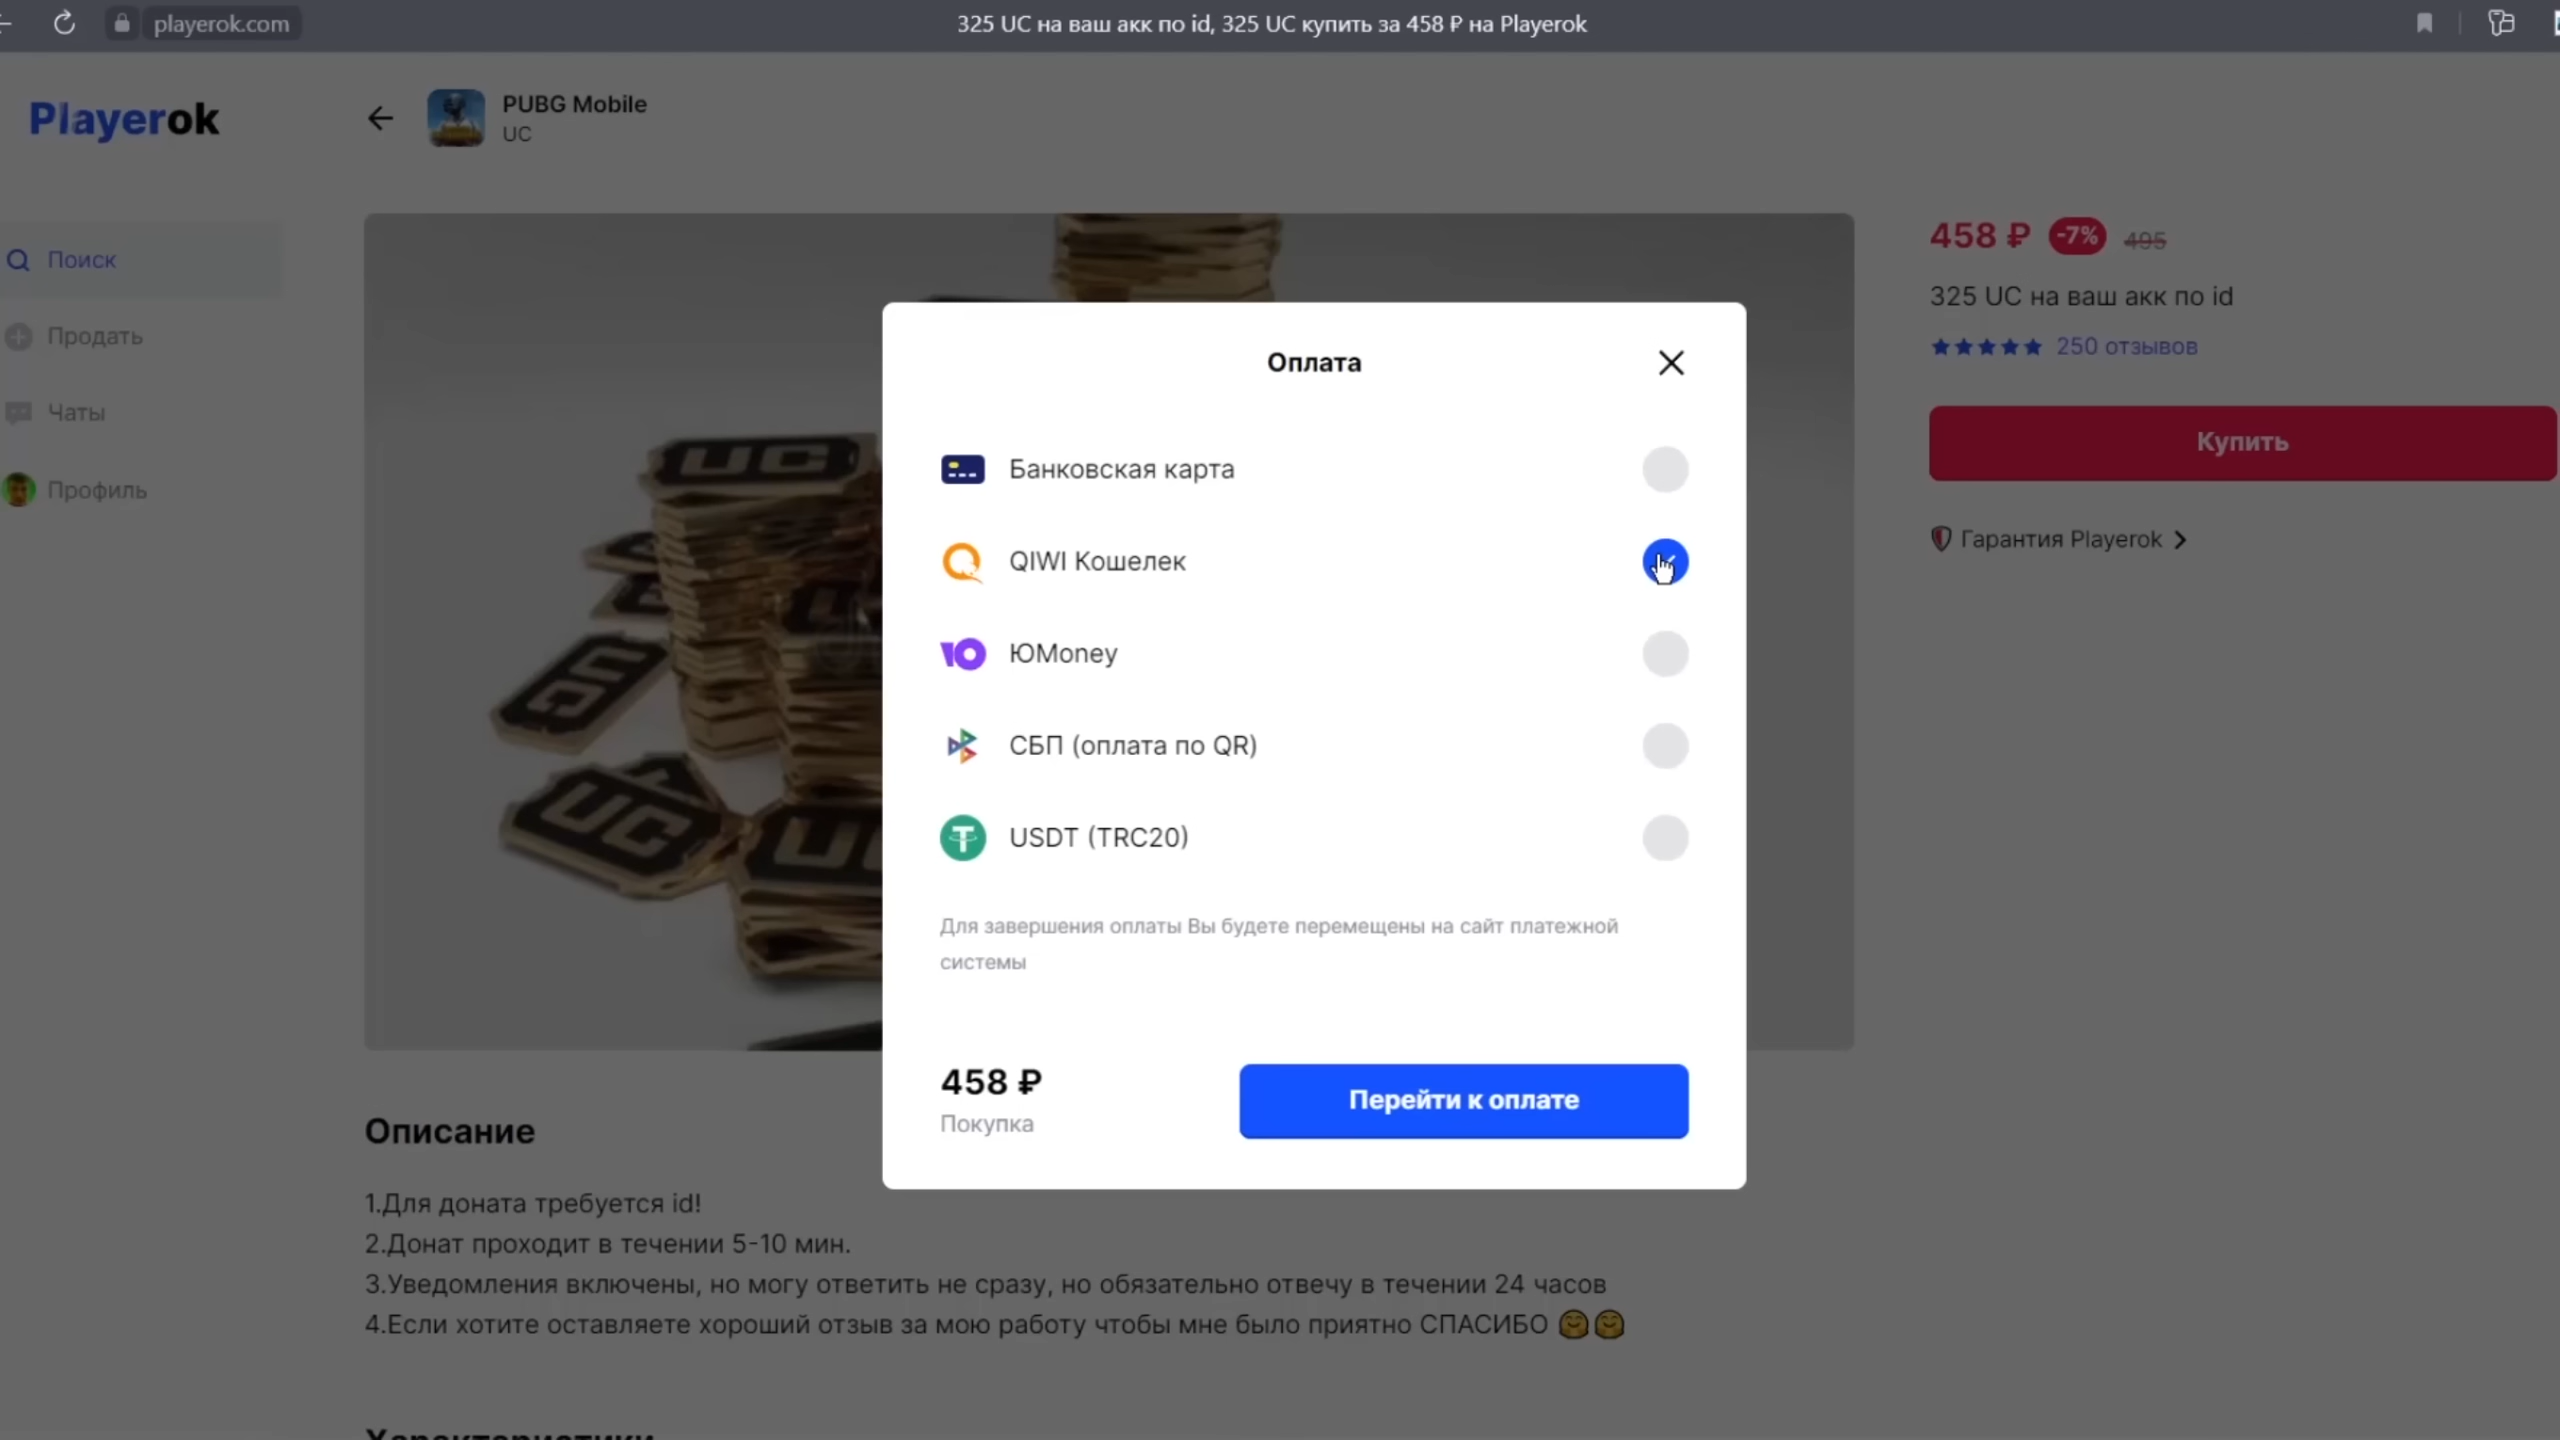 playerok.com
325 UC на ваш акк по id, 325 UC купить за 458 ₽ на Playerok
Playerok
PUBG Mobile
UC
Поиск
Продать
Чаты
Профиль
UC
UC
UC
458 ₽ -7% 495
325 UC на ваш акк по id
250 отзывов
Купить
Гарантия Playerok
Оплата
Банковская карта
QIWI Кошелек
ЮMoney
СБП (оплата по QR)
USDT (TRC20)
Для завершения оплаты Вы будете перемещены на сайт платежной
системы
458 ₽
Покупка
Перейти к оплате
Описание
1.Для доната требуется id!
2.Донат проходит в течении 5-10 мин.
3.Уведомления включены, но могу ответить не сразу, но обязательно отвечу в течении 24 часов
4.Если хотите оставляете хороший отзыв за мою работу чтобы мне было приятно СПАСИБО 🤗🤗